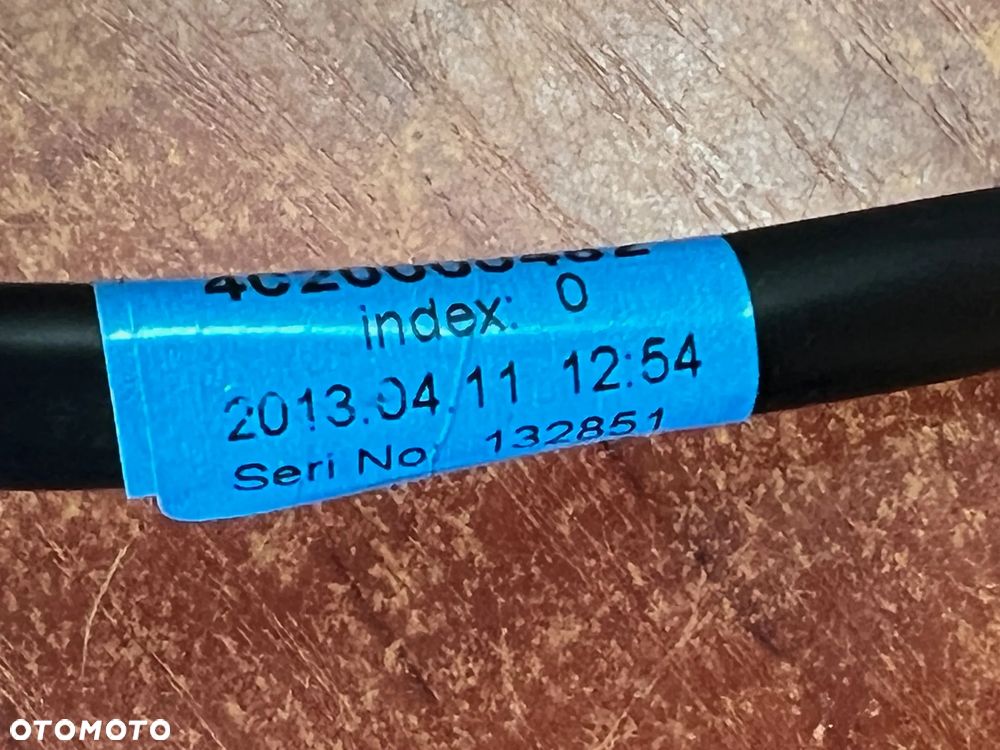 index: 0
2013.04.11 12:54
Seri No: 132851
OTOMOTO